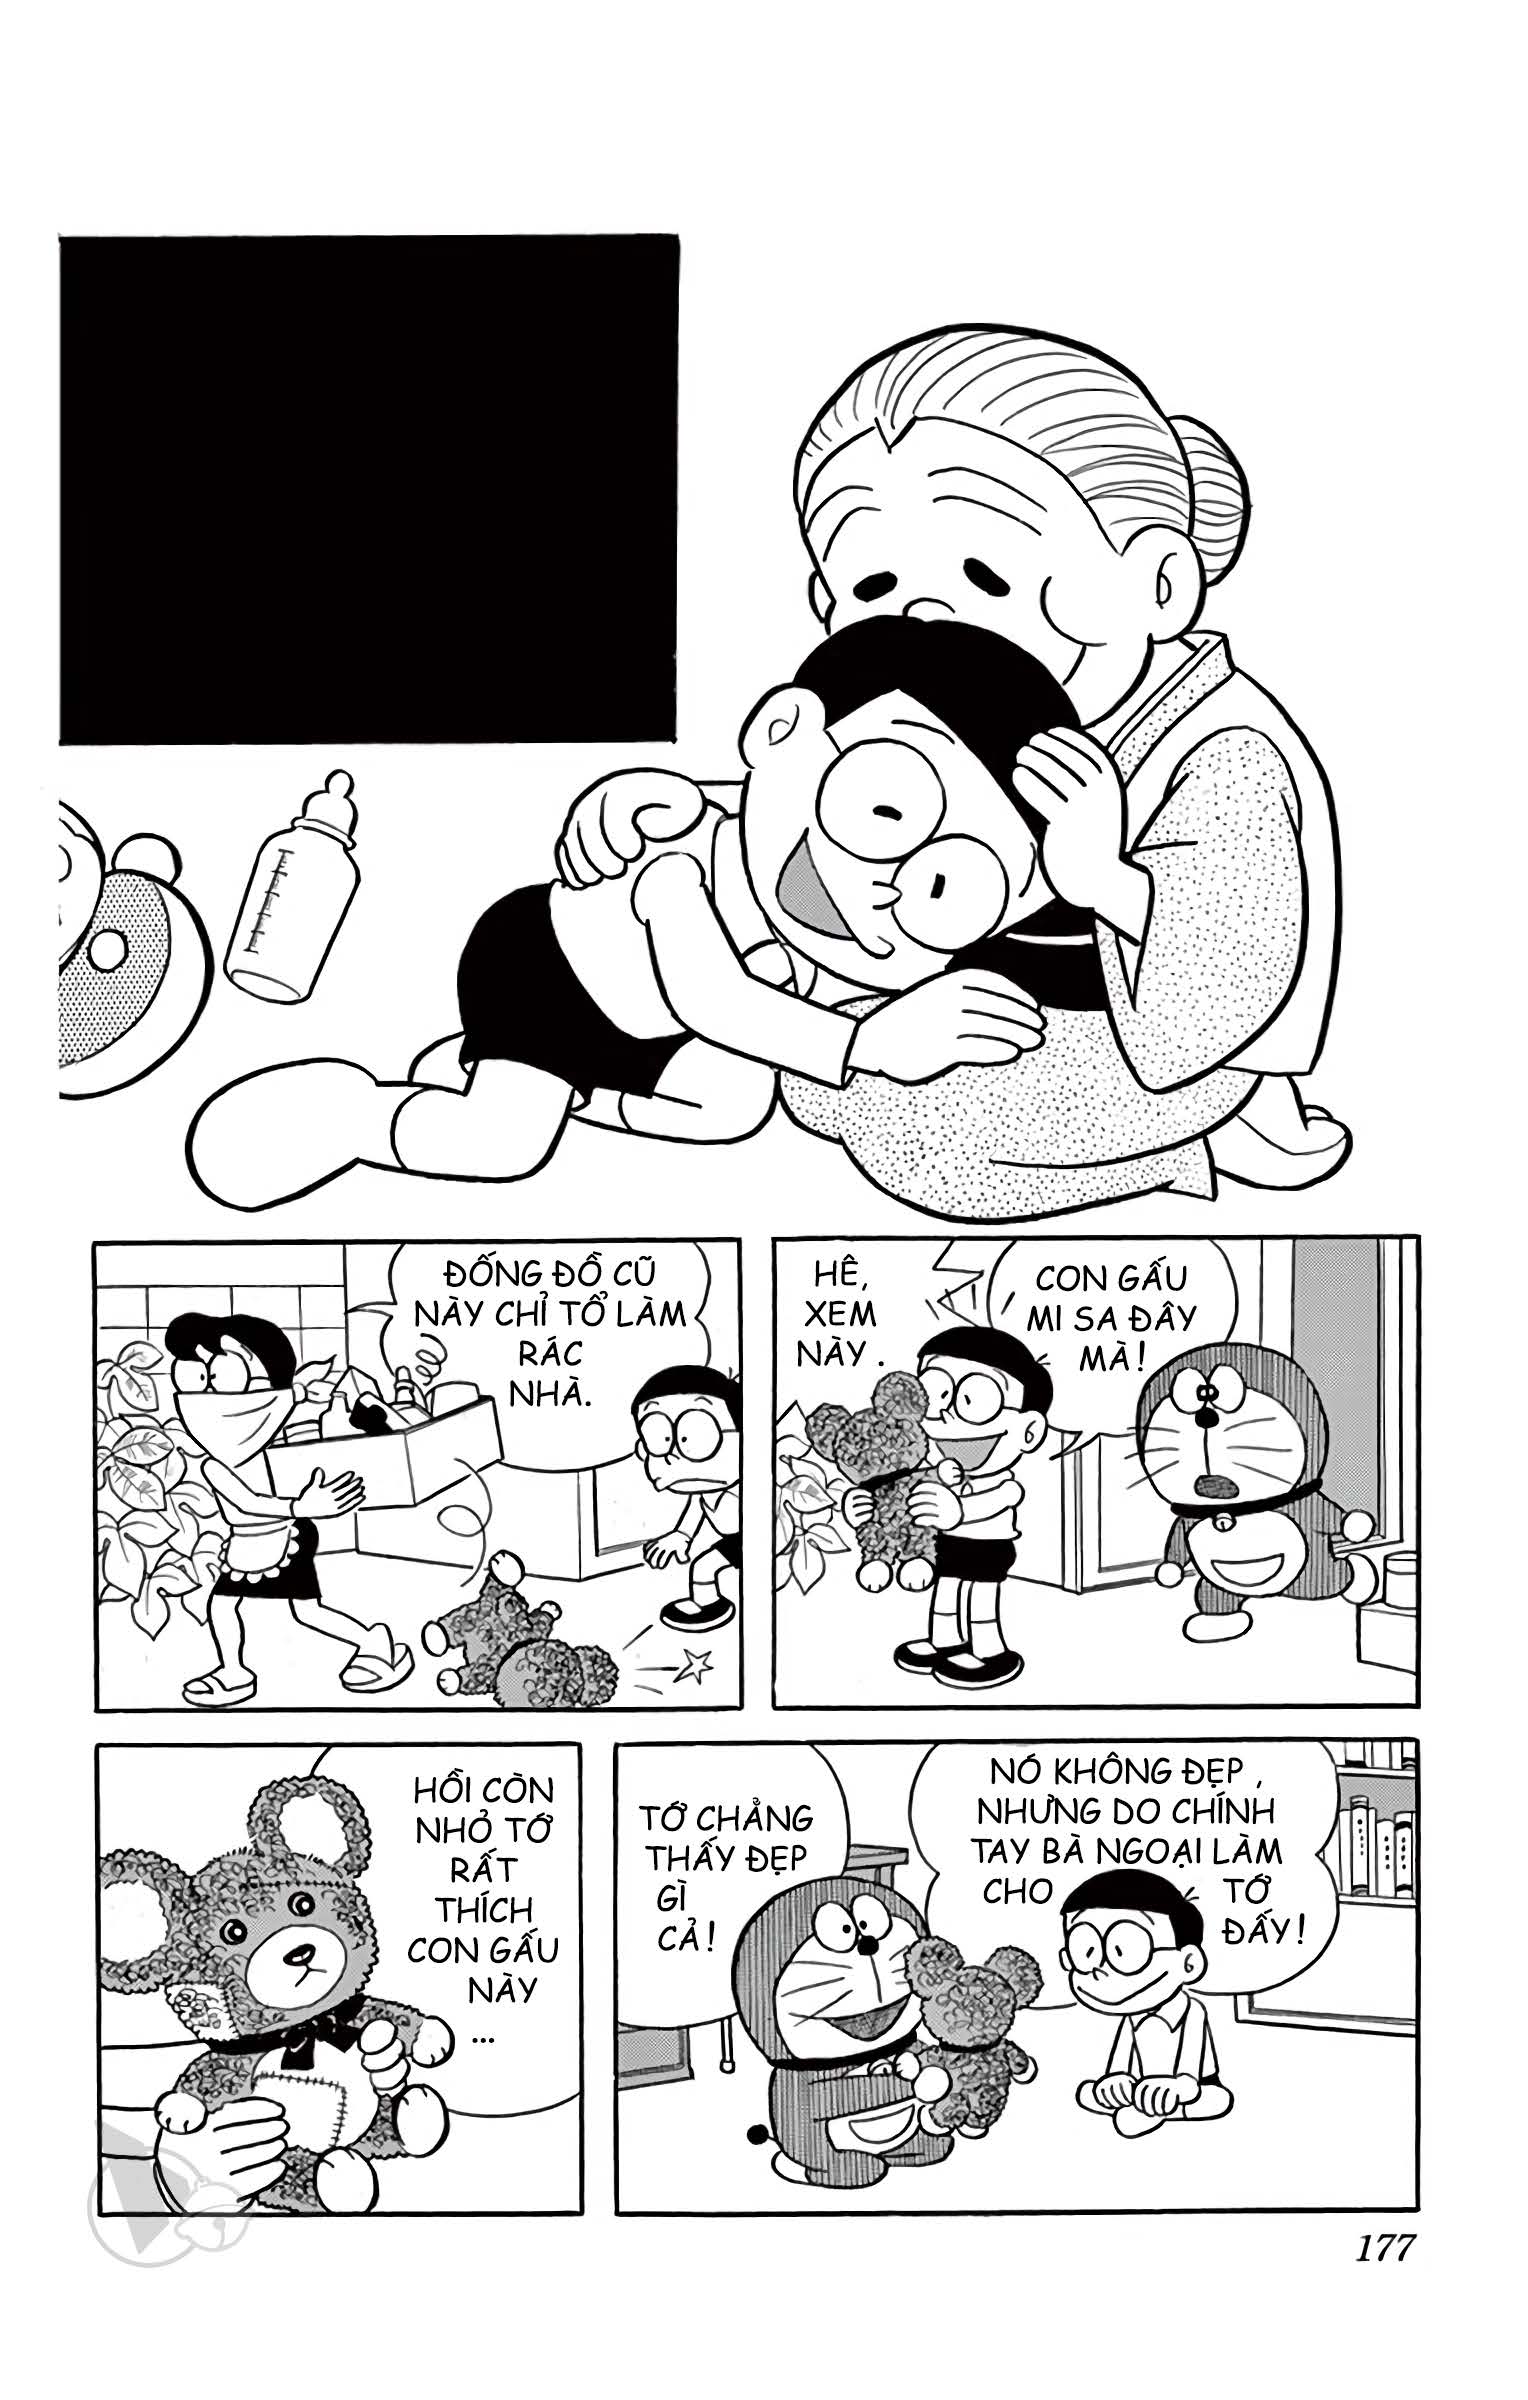 ĐỐNG ĐỒ CŨ
NÀY CHỈ TỔ LÀM
RÁC
NHÀ.
HÊ,
XEM
NÀY.
CON GẤU
MI SA ĐÂY
MÀ!
HỒI CÒN
NHỎ TỚ
RẤT
THÍCH
CON GẤU
NÀY
...
TỚ CHẲNG
THẤY ĐẸP
GÌ
CẢ!
NÓ KHÔNG ĐẸP,
NHƯNG DO CHÍNH
TAY BÀ NGOẠI LÀM
CHO TỚ
ĐẤY!
177